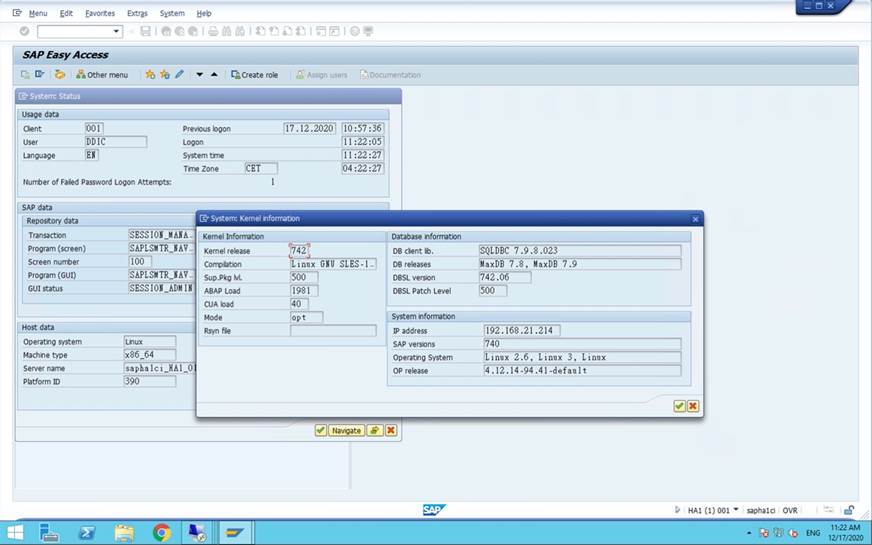 Menu Edit Favorites Extras System Help
SAP Easy Access
Other menu Create role Assign users Documentation
System: Status
Usage data
Client 001 Previous logon 17.12.2020 10:57:36
User DDIC Logon 11:22:05
Language EN System time 11:22:27
Time Zone CET 04:22:27
Number of Failed Password Logon Attempts: 1
SAP data
Repository data
Transaction SESSION_MANA..
Program (screen) SAPLSMTR_NAV..
Screen number 100
Program (GUI) SAPLSMTR_NAV..
GUI status SESSION_ADMIN
Host data
Operating system Linux
Machine type x86_64
Server name sapha1ci_HA1_01
Platform ID 390
Navigate
System: Kernel information
Kernel Information
Kernel release 742
Compilation Linux GNU SLES-1..
Sup.Pkg lvl. 500
ABAP Load 1981
CUA load 40
Mode opt
Rsyn file
Database information
DB client lib. SQLDBC 7.9.8.023
DB releases MaxDB 7.8, MaxDB 7.9
DBSL version 742.06
DBSL Patch Level 500
System information
IP address 192.168.21.214
SAP versions 740
Operating System Linux 2.6, Linux 3, Linux
OP release 4.12.14-94.41-default
SAP
HA1 (1) 001 sapha1ci OVR
ENG 11:22 AM
12/17/2020